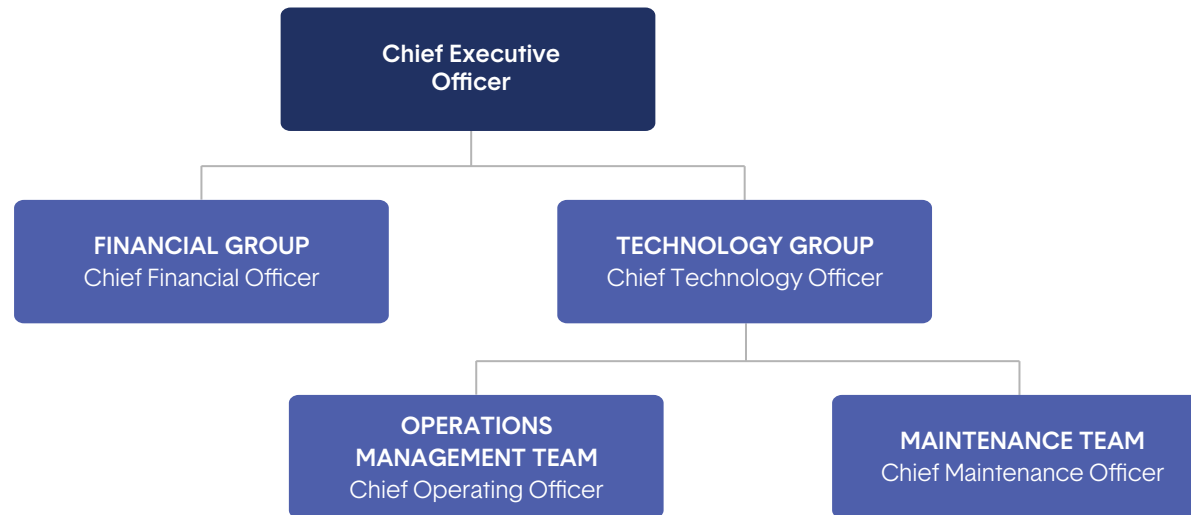 Chief Executive
Officer
FINANCIAL GROUP
Chief Financial Officer
TECHNOLOGY GROUP
Chief Technology Officer
OPERATIONS
MANAGEMENT TEAM
Chief Operating Officer
MAINTENANCE TEAM
Chief Maintenance Officer